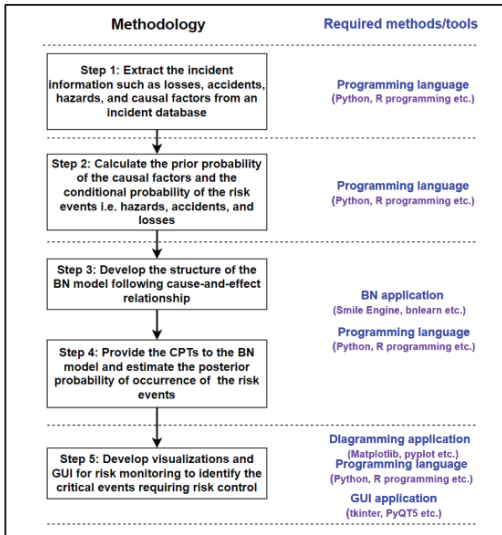 Methodology
Required methods/tools
Step 1: Extract the incident
information such as losses, accidents,
hazards, and causal factors from an
incident database
Programming language
(Python, R programming etc.)
Step 2: Calculate the prior probability
of the causal factors and the
conditional probability of the risk
events i.e. hazards, accidents, and
losses
Programming language
(Python, R programming etc.)
Step 3: Develop the structure of the
BN model following cause-and-effect
relationship
BN application
(Smile Engine, bnlearn etc.)
Programming language
(Python, R programming etc.)
Step 4: Provide the CPTs to the BN
model and estimate the posterior
probability of occurrence of the risk
events
Step 5: Develop visualizations and
GUI for risk monitoring to identify the
critical events requiring risk control
Diagramming application
(Matplotlib, pyplot etc.)
Programming language
(Python, R programming etc.)
GUI application
(tkinter, PyQT5 etc.)